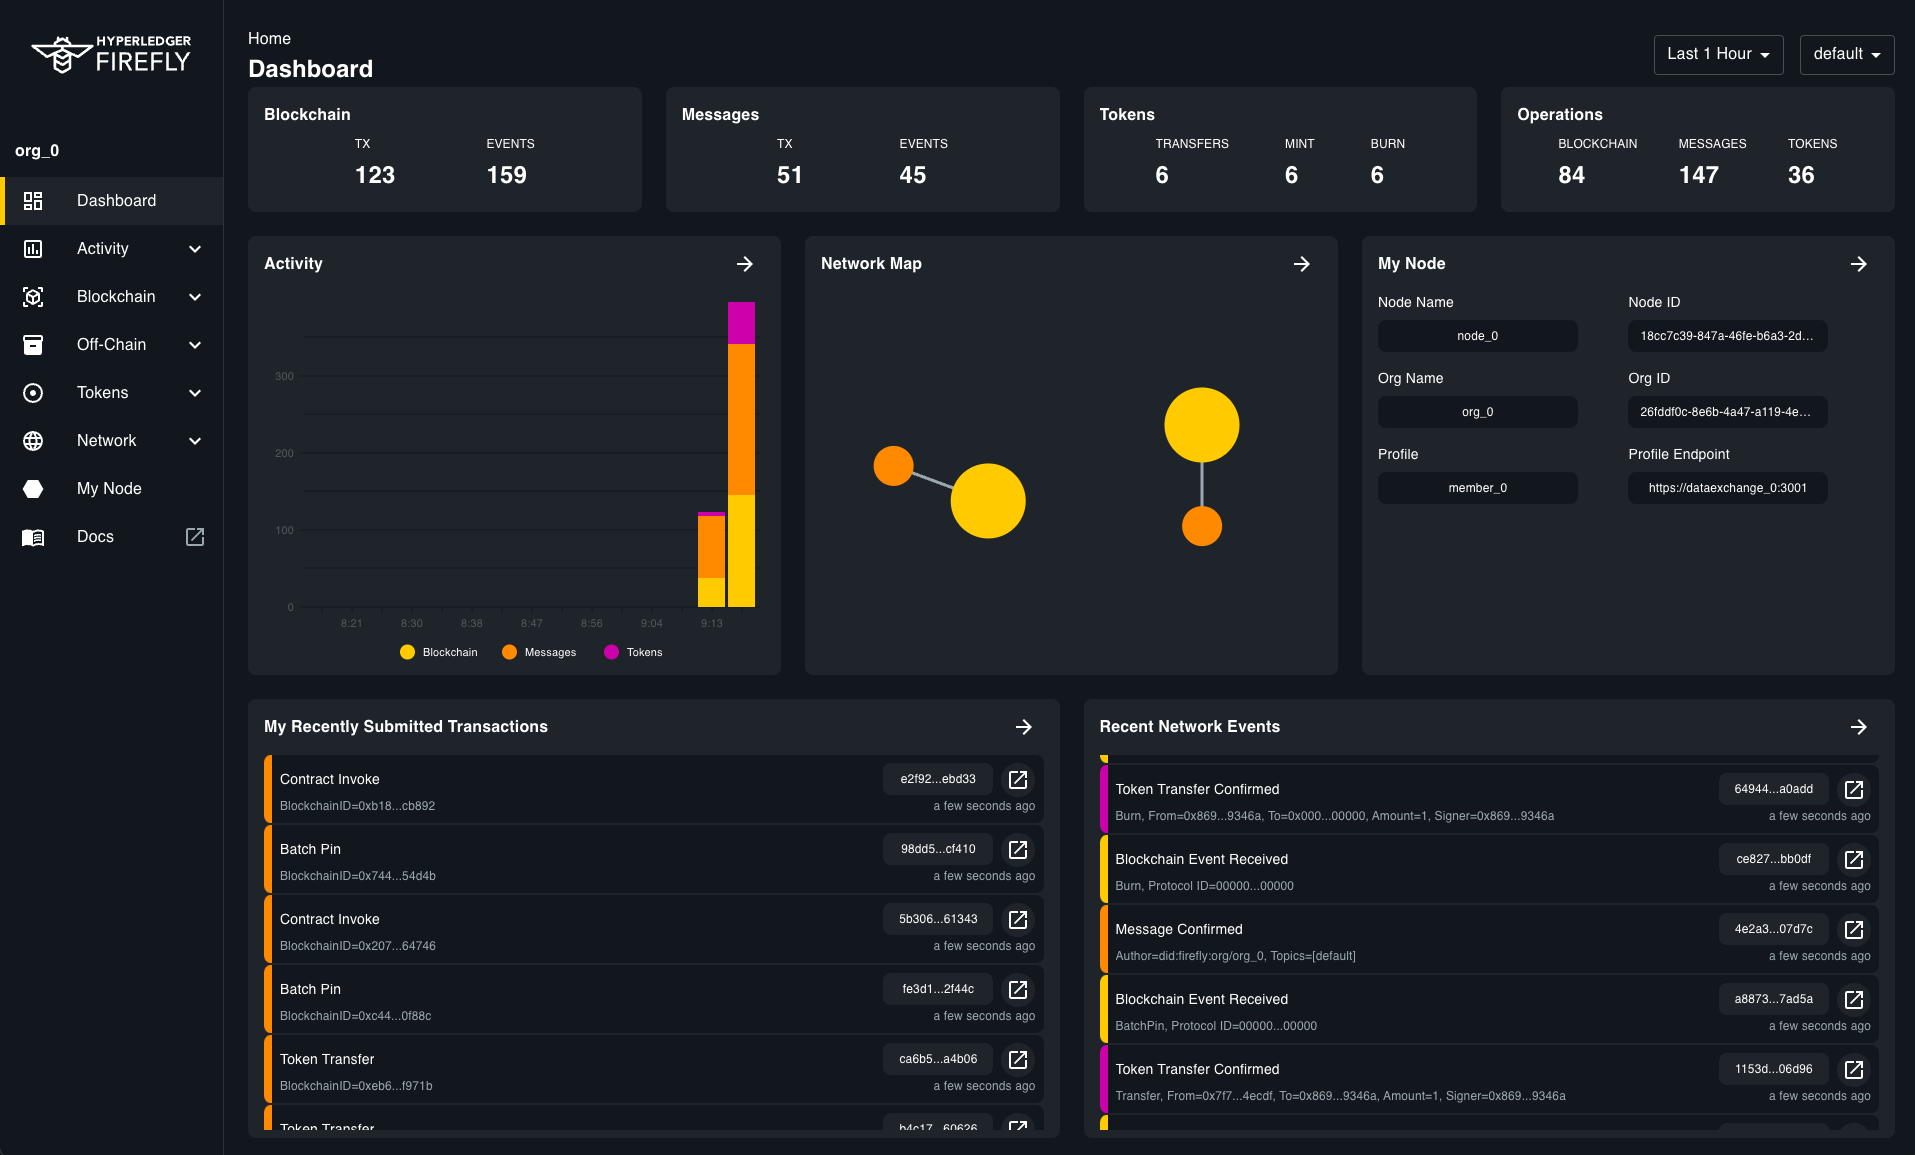 HYPERLEDGER
FIREFLY
org_0
Dashboard
Activity
Blockchain
Off-Chain
Tokens
Network
My Node
Docs
Home
Dashboard
Last 1 Hour
default
Blockchain
TX
EVENTS
123
159
Messages
TX
EVENTS
51
45
Tokens
TRANSFERS
MINT
BURN
6
6
6
Operations
BLOCKCHAIN
MESSAGES
TOKENS
84
147
36
Activity
300
200
100
0
8:21
8:30
8:38
8:47
8:56
9:04
9:13
Blockchain
Messages
Tokens
Network Map
My Node
Node Name
Node ID
node_0
18cc7c39-847a-46fe-b6a3-2d...
Org Name
Org ID
org_0
26fddf0c-8e6b-4a47-a119-4e...
Profile
Profile Endpoint
member_0
https://dataexchange_0:3001
My Recently Submitted Transactions
Contract Invoke
e2f92...ebd33
BlockchainID=0xb18...cb892
a few seconds ago
Batch Pin
98dd5...cf410
BlockchainID=0x744...54d4b
a few seconds ago
Contract Invoke
5b306...61343
BlockchainID=0x207...64746
a few seconds ago
Batch Pin
fe3d1...2f44c
BlockchainID=0xc44...0f88c
a few seconds ago
Token Transfer
ca6b5...a4b06
BlockchainID=0xeb6...f971b
a few seconds ago
Token Transfer
b4c17...60626
Recent Network Events
Token Transfer Confirmed
64944...a0add
Burn, From=0x869...9346a, To=0x000...00000, Amount=1, Signer=0x869...9346a
a few seconds ago
Blockchain Event Received
ce827...bb0df
Burn, Protocol ID=00000...00000
a few seconds ago
Message Confirmed
4e2a3...07d7c
Author=did:firefly:org/org_0, Topics=[default]
a few seconds ago
Blockchain Event Received
a8873...7ad5a
BatchPin, Protocol ID=00000...00000
a few seconds ago
Token Transfer Confirmed
1153d...06d96
Transfer, From=0x7f7...4ecdf, To=0x869...9346a, Amount=1, Signer=0x869...9346a
a few seconds ago